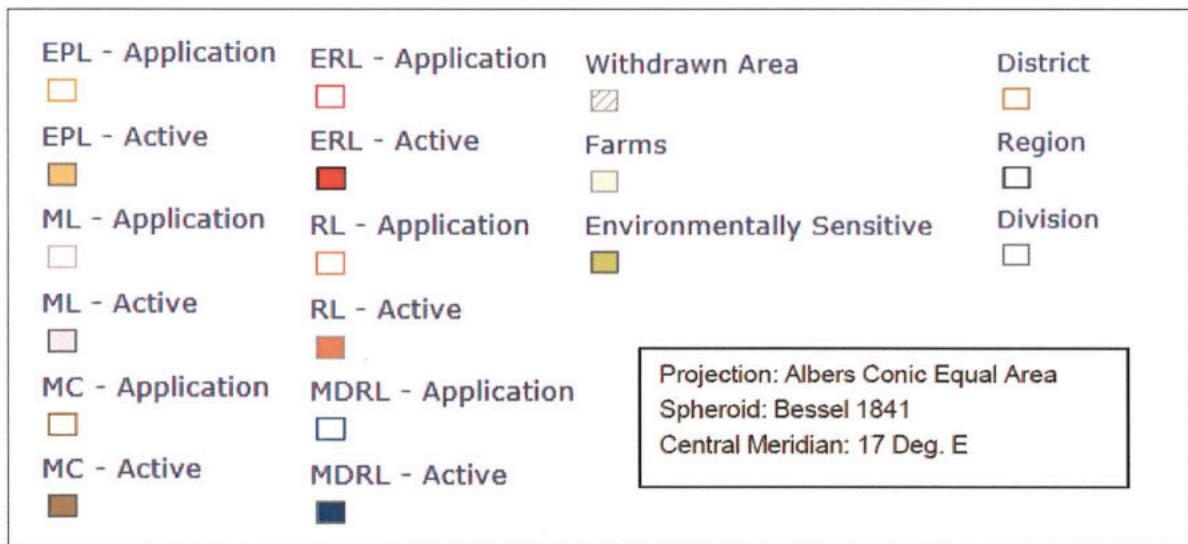 EPL - Application
EPL - Active
ML - Application
ML - Active
MC - Application
MC - Active
ERL - Application
ERL - Active
RL - Application
RL - Active
MDRL - Application
MDRL - Active
Withdrawn Area
Farms
Environmentally Sensitive
District
Region
Division
Projection: Albers Conic Equal Area
Spheroid: Bessel 1841
Central Meridian: 17 Deg. E